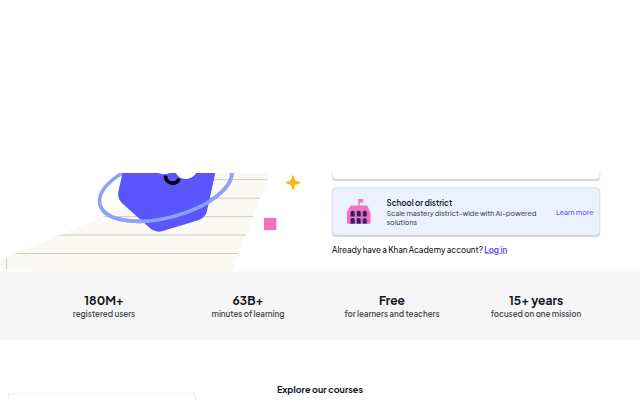 School or district
Scale mastery district-wide with AI-powered
solutions
Learn more
Already have a Khan Academy account? Log in
180M+
registered users
63B+
minutes of learning
Free
for learners and teachers
15+ years
focused on one mission
Explore our courses